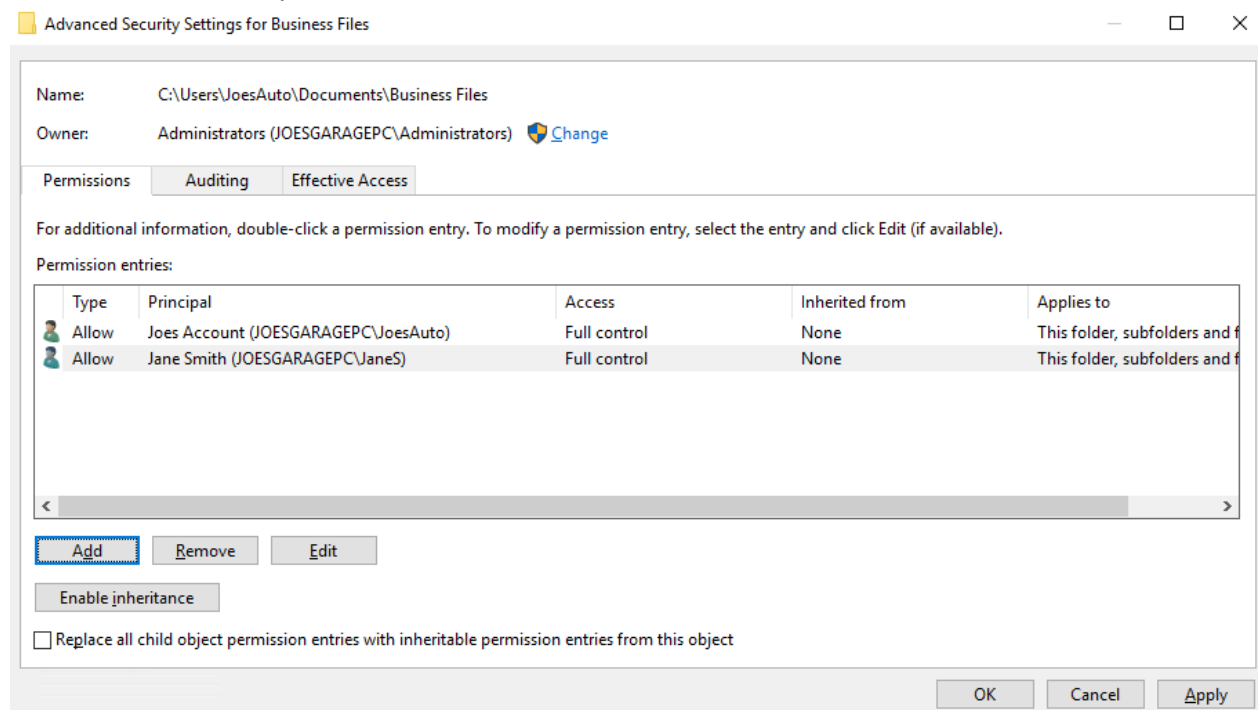 Advanced Security Settings for Business Files
Name: C:\Users\JoesAuto\Documents\Business Files
Owner: Administrators (JOESGARAGEPC\Administrators) Change
Permissions Auditing Effective Access
For additional information, double-click a permission entry. To modify a permission entry, select the entry and click Edit (if available).
Permission entries:
Type Principal Access Inherited from Applies to
Allow Joes Account (JOESGARAGEPC\JoesAuto) Full control None This folder, subfolders and f
Allow Jane Smith (JOESGARAGEPC\JaneS) Full control None This folder, subfolders and f
Add Remove Edit
Enable inheritance
Replace all child object permission entries with inheritable permission entries from this object
OK Cancel Apply